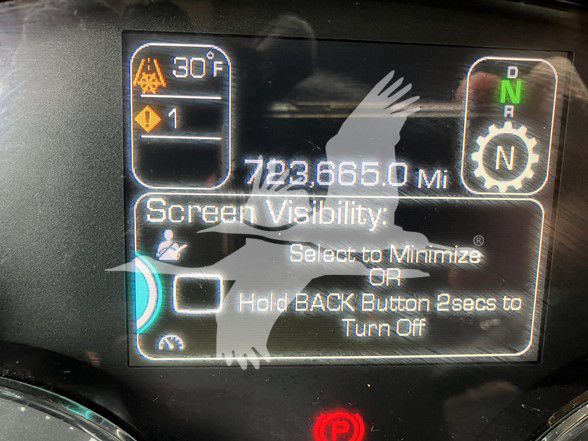 30°F
1
D
N
R
N
723,665.0 Mi
Screen Visibility:
Select to Minimize
®
OR
Hold BACK Button 2secs to
Turn Off
P